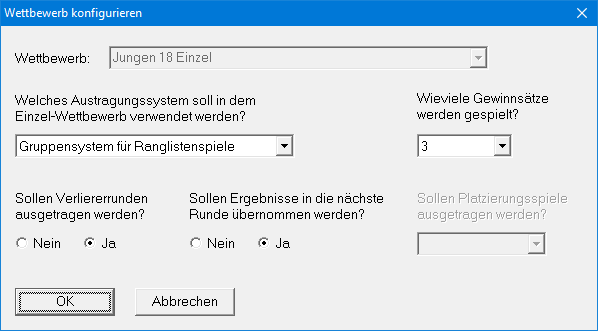 Wettbewerb konfigurieren
Wettbewerb: Jungen 18 Einzel
Welches Austragungssystem soll in dem
Einzel-Wettbewerb verwendet werden?
Gruppensystem für Ranglistenspiele
Wieviele Gewinnsätze
werden gespielt?
3
Sollen Verliererrunden
ausgetragen werden?
Nein Ja
Sollen Ergebnisse in die nächste
Runde übernommen werden?
Nein Ja
Sollen Platzierungsspiele
ausgetragen werden?
OK Abbrechen